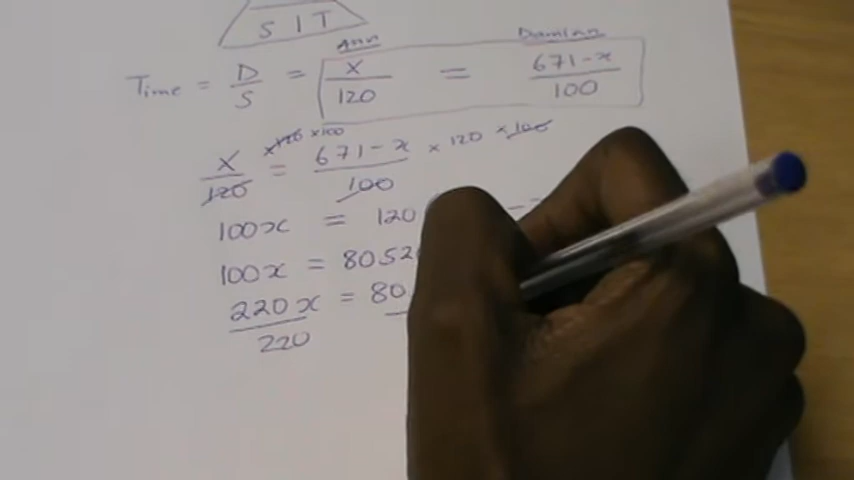 S I T
Ann Damian
Time = D/S = x/120 = 671-x/100
x/120 ×120 ×100 = 671-x/100 ×120 ×100
100x = 120
100x = 8052
220x/220 = 80